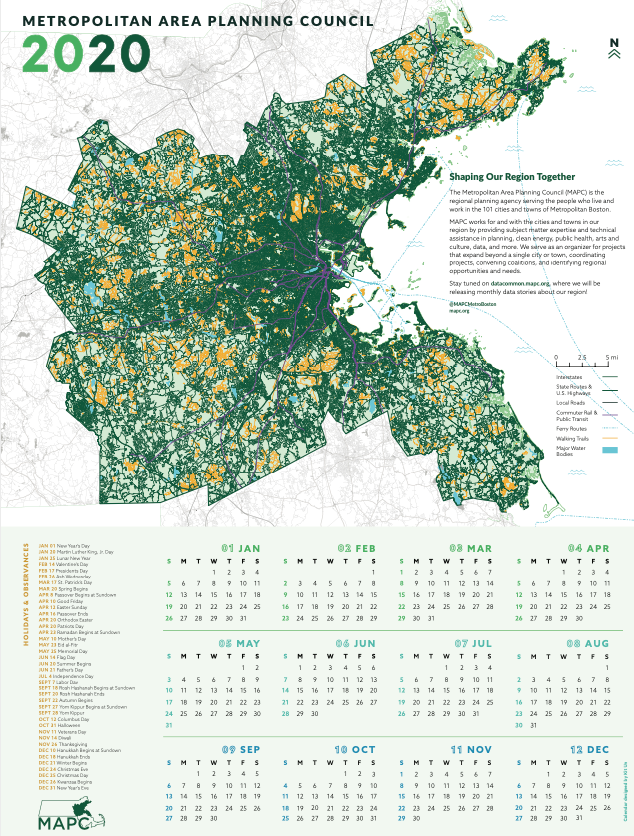 METROPOLITAN AREA PLANNING COUNCIL
2020
N
Shaping Our Region Together
The Metropolitan Area Planning Council (MAPC) is the
regional planning agency serving the people who live and
work in the 101 cities and towns of Metropolitan Boston.
MAPC works for and with the cities and towns in our
region by providing subject matter expertise and technical
assistance in planning, clean energy, public health, arts and
culture, data, and more. We serve as an organizer for projects
that expand beyond a single city or town, coordinating
projects, convening coalitions, and identifying regional
opportunities and needs.
Stay tuned on datacommon.mapc.org, where we will be
releasing monthly data stories about our region!
@MAPCMetroBoston
mapc.org
0 2.5 5 mi
Interstates
State Routes &
U.S. Highways
Local Roads
Commuter Rail &
Public Transit
Ferry Routes
Walking Trails
Major Water
Bodies
HOLIDAYS & OBSERVANCES
JAN 01 New Year's Day
JAN 20 Martin Luther King, Jr. Day
JAN 25 Lunar New Year
FEB 14 Valentine's Day
FEB 17 Presidents Day
FEB 26 Ash Wednesday
MAR 17 St. Patrick's Day
MAR 20 Spring Begins
APR 8 Passover Begins at Sundown
APR 10 Good Friday
APR 12 Easter Sunday
APR 16 Passover Ends
APR 20 Orthodox Easter
APR 20 Patriots Day
APR 23 Ramadan Begins at Sundown
MAY 10 Mother's Day
MAY 23 Eid al Fitr
MAY 25 Memorial Day
JUN 14 Flag Day
JUN 20 Summer Begins
JUN 21 Father's Day
JUL 4 Independence Day
SEPT 7 Labor Day
SEPT 18 Rosh Hashanah Begins at Sundown
SEPT 20 Rosh Hashanah Ends
SEPT 22 Autumn Begins
SEPT 27 Yom Kippur Begins at Sundown
SEPT 28 Yom Kippur
OCT 12 Columbus Day
OCT 31 Halloween
NOV 11 Veterans Day
NOV 14 Diwali
NOV 26 Thanksgiving
DEC 10 Hanukkah Begins at Sundown
DEC 18 Hanukkah Ends
DEC 21 Winter Begins
DEC 24 Christmas Eve
DEC 25 Christmas Day
DEC 26 Kwanzaa Begins
DEC 31 New Year's Eve
MAPC
01 JAN
S M T W T F S
1 2 3 4
5 6 7 8 9 10 11
12 13 14 15 16 17 18
19 20 21 22 23 24 25
26 27 28 29 30 31
02 FEB
S M T W T F S
1
2 3 4 5 6 7 8
9 10 11 12 13 14 15
16 17 18 19 20 21 22
23 24 25 26 27 28 29
03 MAR
S M T W T F S
1 2 3 4 5 6 7
8 9 10 11 12 13 14
15 16 17 18 19 20 21
22 23 24 25 26 27 28
29 30 31
04 APR
S M T W T F S
1 2 3 4
5 6 7 8 9 10 11
12 13 14 15 16 17 18
19 20 21 22 23 24 25
26 27 28 29 30
05 MAY
S M T W T F S
1 2
3 4 5 6 7 8 9
10 11 12 13 14 15 16
17 18 19 20 21 22 23
24 25 26 27 28 29 30
31
06 JUN
S M T W T F S
1 2 3 4 5 6
7 8 9 10 11 12 13
14 15 16 17 18 19 20
21 22 23 24 25 26 27
28 29 30
07 JUL
S M T W T F S
1 2 3 4
5 6 7 8 9 10 11
12 13 14 15 16 17 18
19 20 21 22 23 24 25
26 27 28 29 30 31
08 AUG
S M T W T F S
1
2 3 4 5 6 7 8
9 10 11 12 13 14 15
16 17 18 19 20 21 22
23 24 25 26 27 28 29
30 31
09 SEP
S M T W T F S
1 2 3 4 5
6 7 8 9 10 11 12
13 14 15 16 17 18 19
20 21 22 23 24 25 26
27 28 29 30
10 OCT
S M T W T F S
1 2 3
4 5 6 7 8 9 10
11 12 13 14 15 16 17
18 19 20 21 22 23 24
25 26 27 28 29 30 31
11 NOV
S M T W T F S
1 2 3 4 5 6 7
8 9 10 11 12 13 14
15 16 17 18 19 20 21
22 23 24 25 26 27 28
29 30
12 DEC
S M T W T F S
1 2 3 4 5
6 7 8 9 10 11 12
13 14 15 16 17 18 19
20 21 22 23 24 25 26
27 28 29 30 31
Calendar designed by